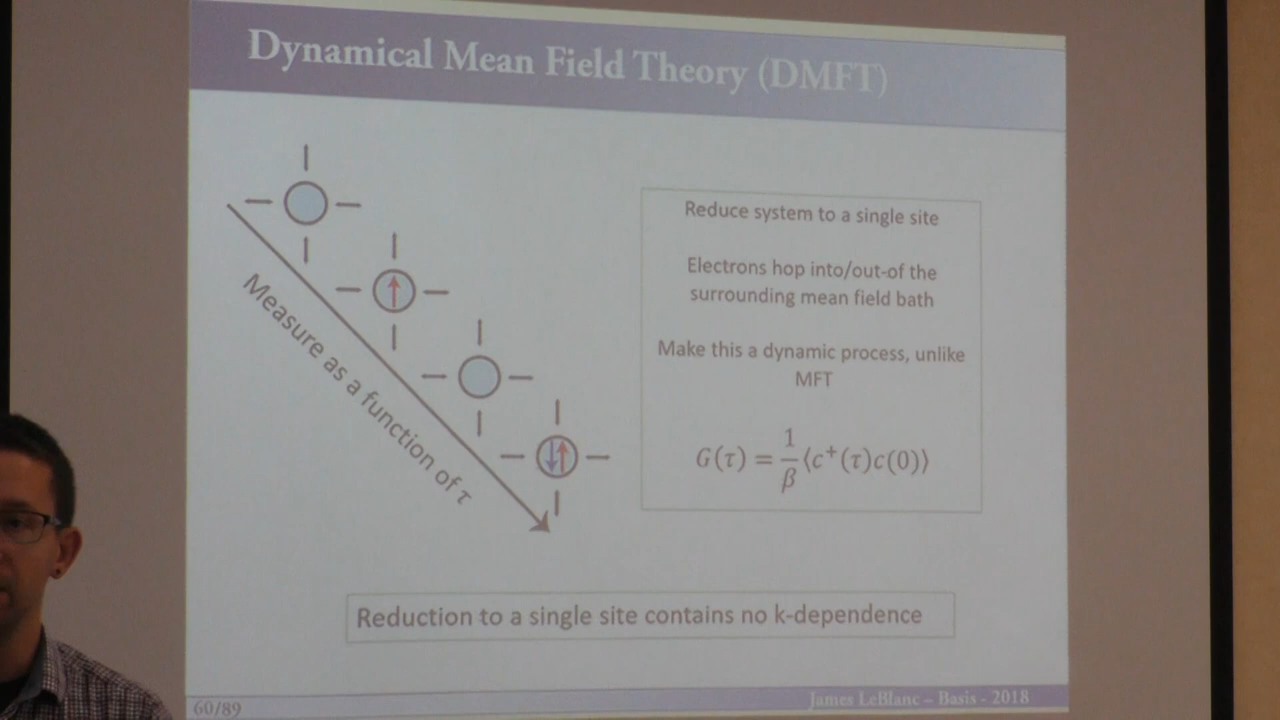 Dynamical Mean Field Theory (DMFT)
Measure as a function of τ
Reduce system to a single site
Electrons hop into/out-of the
surrounding mean field bath
Make this a dynamic process, unlike
MFT
G(τ) = 1/β ⟨c⁺(τ)c(0)⟩
Reduction to a single site contains no k-dependence
60/89
James LeBlanc – Basis - 2018